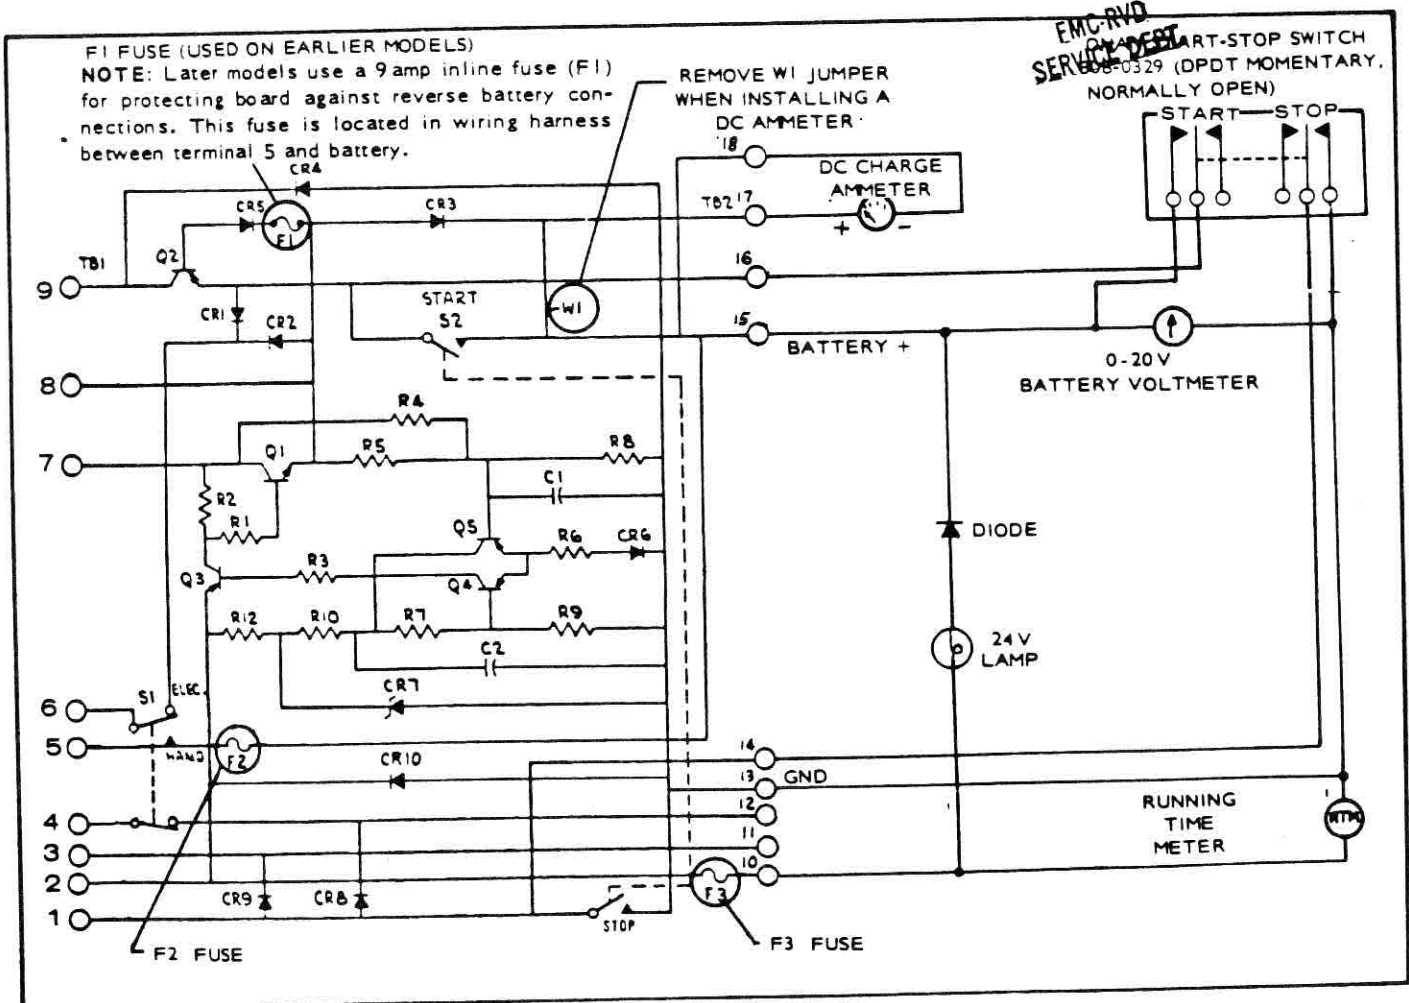 EMC-RVD
SERVICE DEPT
F1 FUSE (USED ON EARLIER MODELS)
NOTE: Later models use a 9 amp inline fuse (F1)
for protecting board against reverse battery con-
nections. This fuse is located in wiring harness
between terminal 5 and battery.
REMOVE W1 JUMPER
WHEN INSTALLING A
DC AMMETER
START-STOP SWITCH
-0329 (DPDT MOMENTARY,
NORMALLY OPEN)
START STOP
CR4
18
DC CHARGE
AMMETER
CR5
F1
CR3
TB2 17
+ -
9 TB1
Q2
16
CR1
CR2
START
S2
W1
15
BATTERY +
0-20 V
BATTERY VOLTMETER
8
R4
7
Q1
R5
R8
R2
R1
C1
Q5
R6
CR6
DIODE
Q3
R3
Q4
R12
R10
R7
R9
C2
24 V
LAMP
CR7
6
S1
ELEC.
5
HAND
F2
14
CR10
13 GND
12
4
11
3
10
2
RUNNING
TIME
METER
RTM
CR9
CR8
F3
1
STOP
F2 FUSE
F3 FUSE